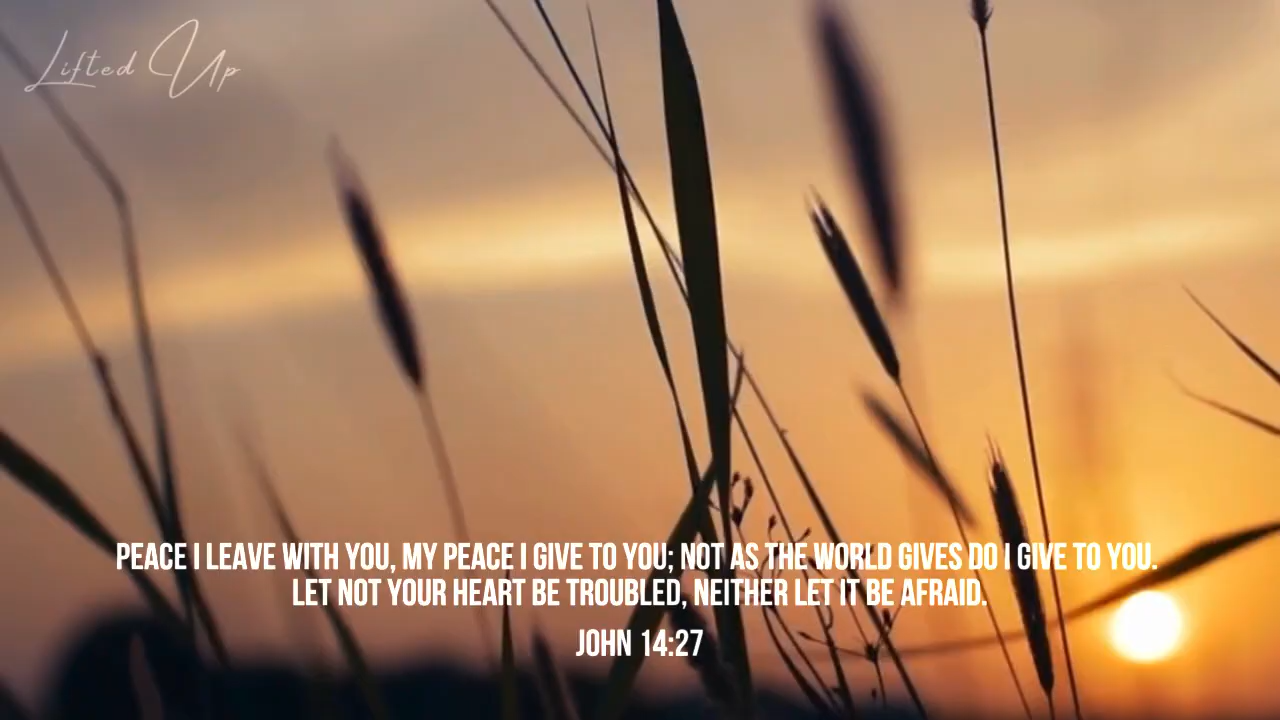 Lifted Up
PEACE I LEAVE WITH YOU, MY PEACE I GIVE TO YOU; NOT AS THE WORLD GIVES DO I GIVE TO YOU.
LET NOT YOUR HEART BE TROUBLED, NEITHER LET IT BE AFRAID.
JOHN 14:27